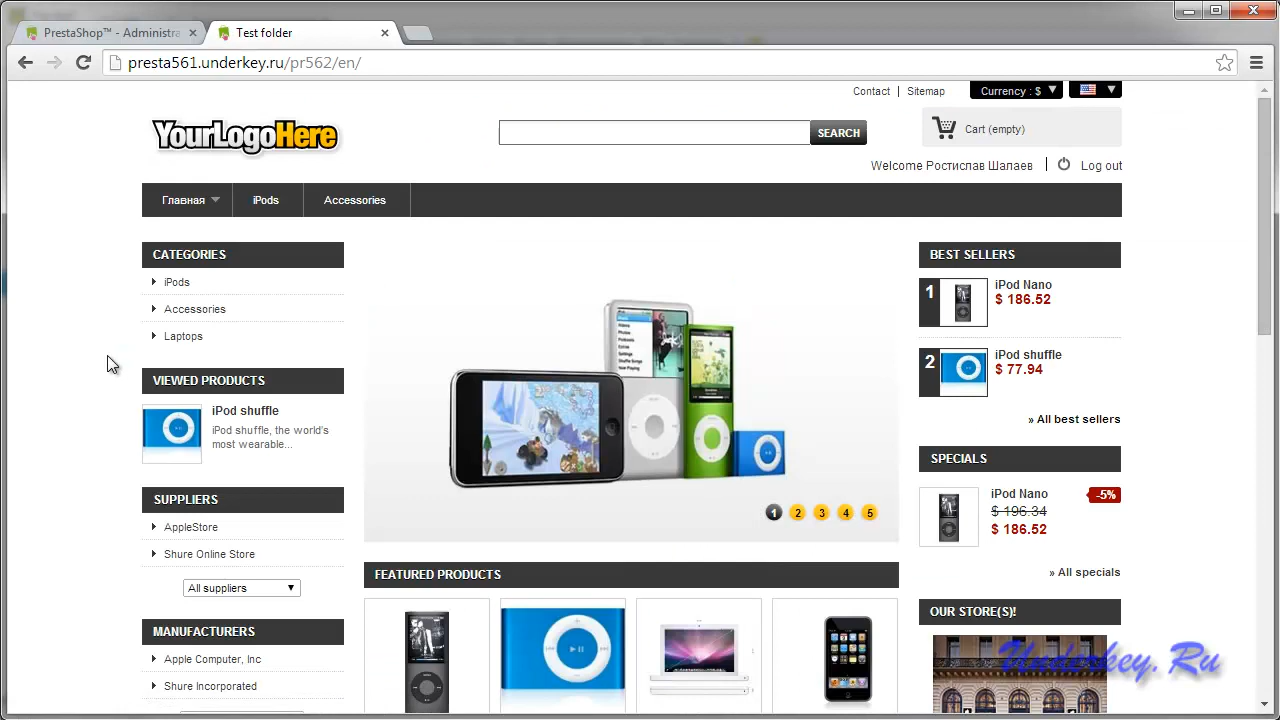 PrestaShop™ - Administra
Test folder
presta561.underkey.ru/pr562/en/
Contact | Sitemap
Currency : $
YourLogoHere
SEARCH
Cart (empty)
Welcome Ростислав Шалаев
Log out
Главная
iPods
Accessories
CATEGORIES
iPods
Accessories
Laptops
VIEWED PRODUCTS
iPod shuffle
iPod shuffle, the world's
most wearable...
SUPPLIERS
AppleStore
Shure Online Store
All suppliers
MANUFACTURERS
Apple Computer, Inc
Shure Incorporated
1
2
3
4
5
FEATURED PRODUCTS
BEST SELLERS
1
iPod Nano
$ 186.52
2
iPod shuffle
$ 77.94
» All best sellers
SPECIALS
iPod Nano
-5%
$ 196.34
$ 186.52
» All specials
OUR STORE(S)!
Underkey.Ru